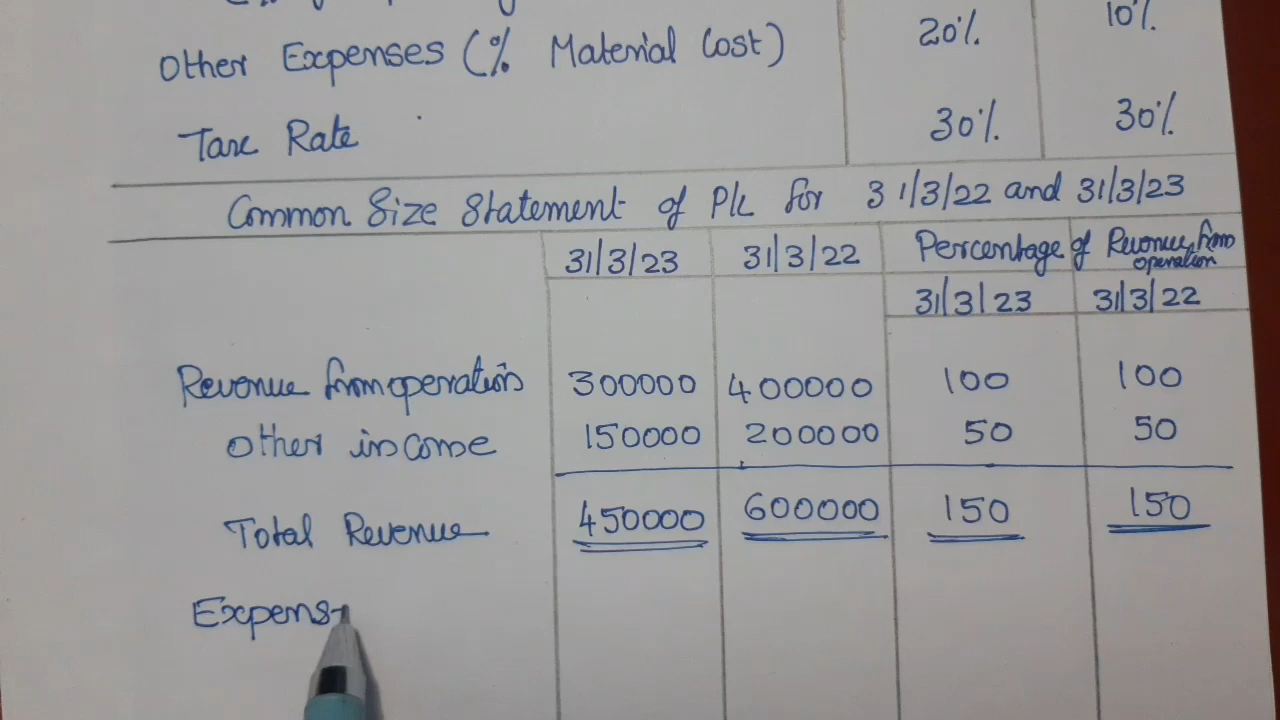 Other Expenses (% Material Cost) 20% 10%
Tax Rate 30% 30%
Common Size Statement of P/L for 31/3/22 and 31/3/23
31/3/23 31/3/22 Percentage of Revenue from operation
31/3/23 31/3/22
Revenue from operation 300000 400000 100 100
Other income 150000 200000 50 50
Total Revenue 450000 600000 150 150
Expens